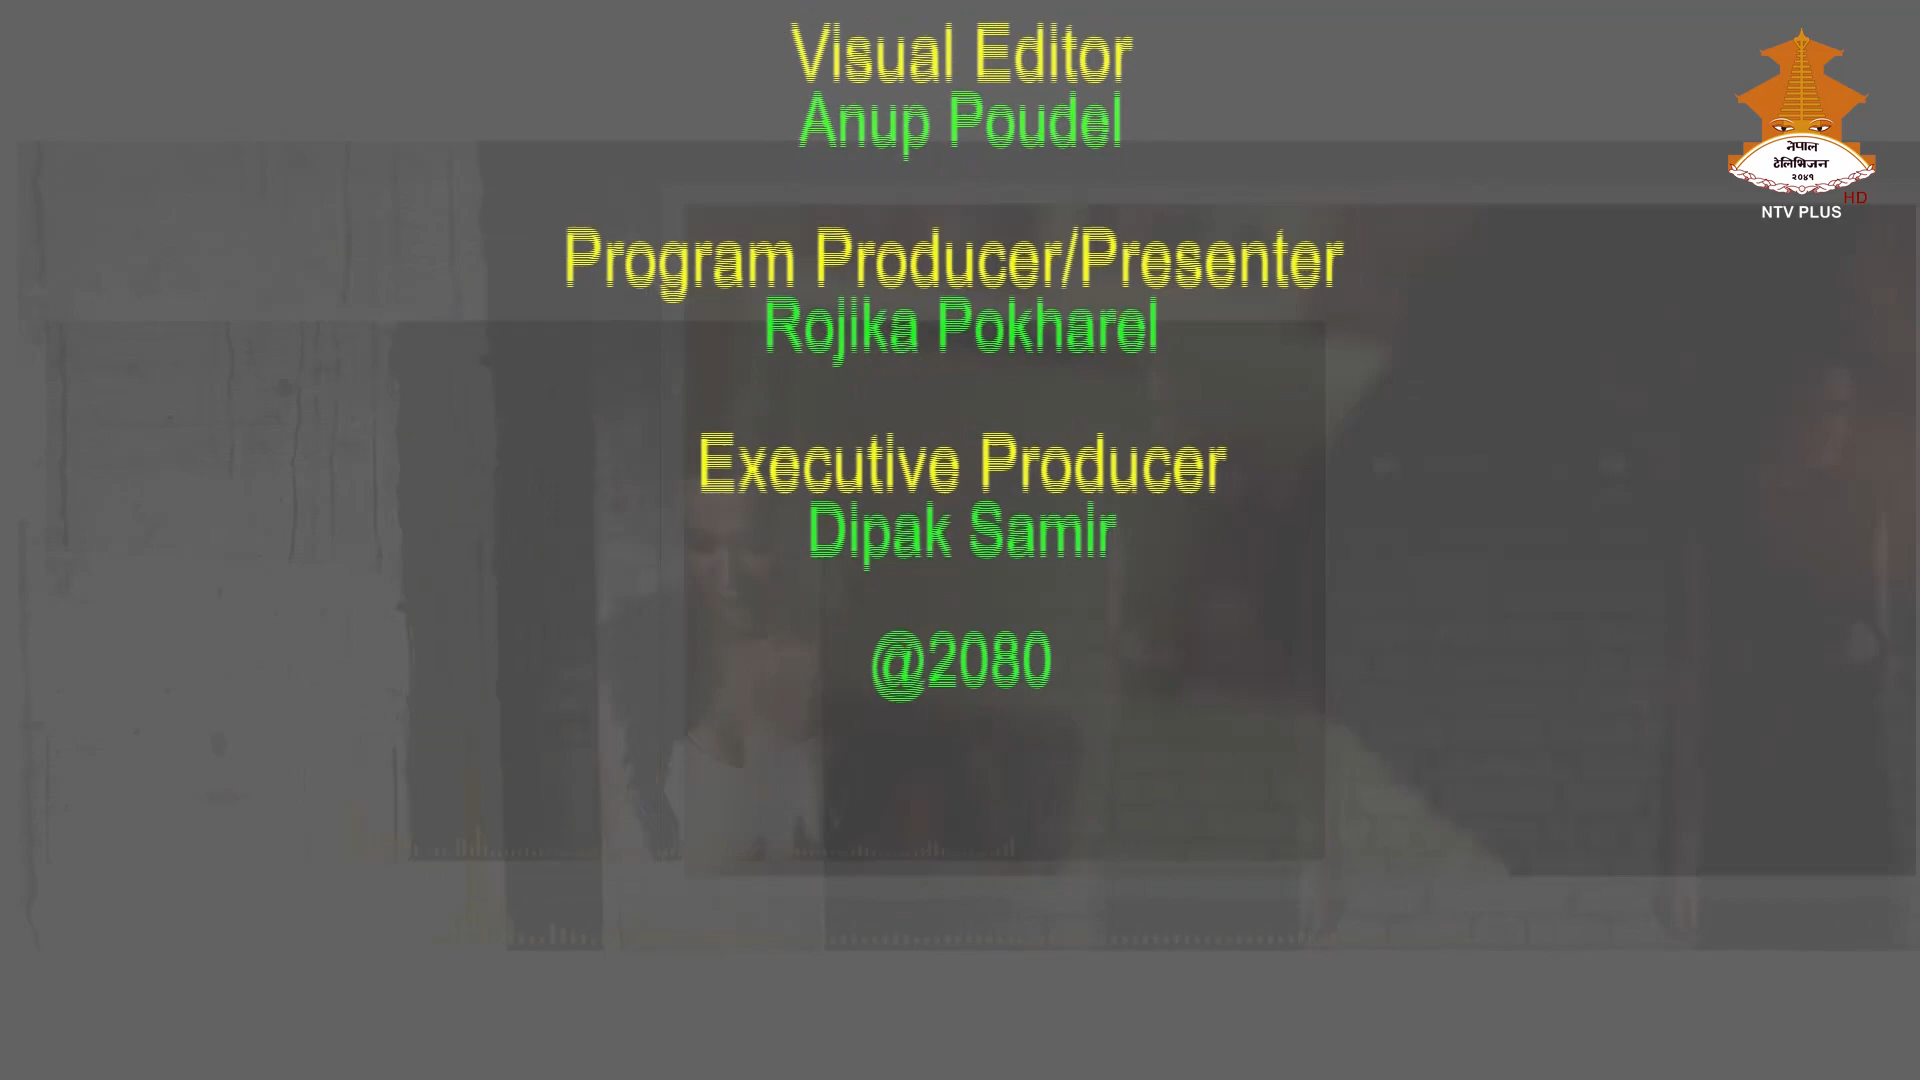 Visual Editor
Anup Poudel
Program Producer/Presenter
Rojika Pokharel
Executive Producer
Dipak Samir
@2080
नेपाल
टेलिभिजन
२०४१
HD
NTV PLUS